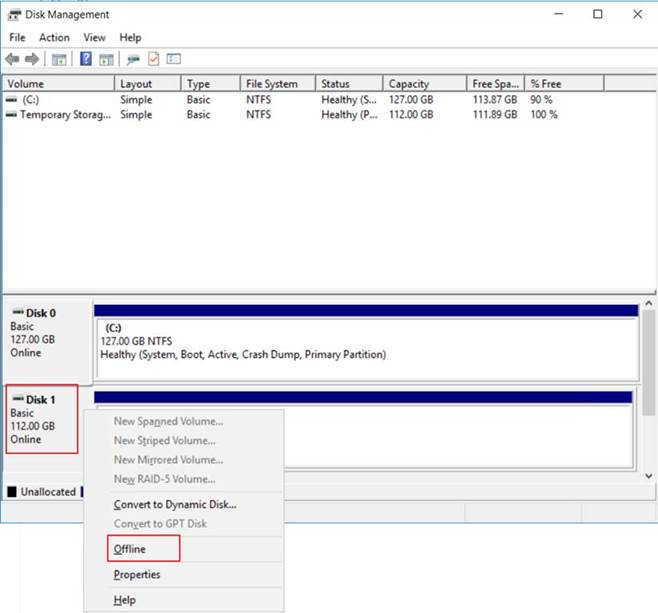 Disk Management
File Action View Help
Volume Layout Type File System Status Capacity Free Spa... % Free
(C:) Simple Basic NTFS Healthy (S... 127.00 GB 113.87 GB 90 %
Temporary Storag... Simple Basic NTFS Healthy (P... 112.00 GB 111.89 GB 100 %
Disk 0
Basic
127.00 GB
Online
(C:)
127.00 GB NTFS
Healthy (System, Boot, Active, Crash Dump, Primary Partition)
Disk 1
Basic
112.00 GB
Online
New Spanned Volume...
New Striped Volume...
New Mirrored Volume...
New RAID-5 Volume...
Convert to Dynamic Disk...
Convert to GPT Disk
Offline
Properties
Help
Unallocated